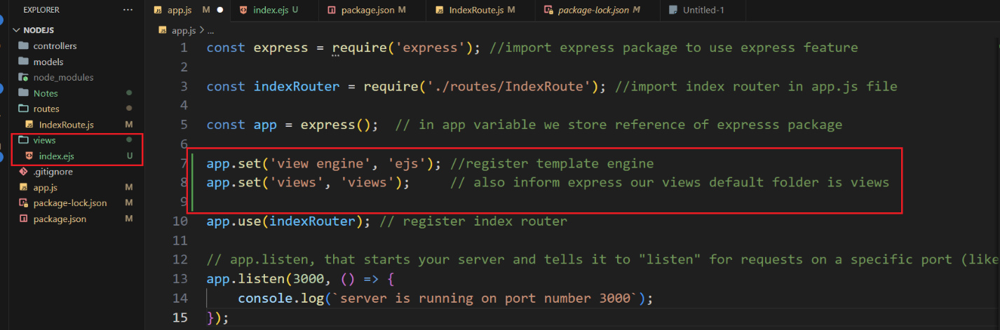 EXPLORER ...
NODEJS
controllers
models
node_modules
Notes
routes
IndexRoute.js M
views
index.ejs U
.gitignore
app.js M
package-lock.json M
package.json M
app.js M index.ejs U package.json M IndexRoute.js M package-lock.json M Untitled-1
app.js > ...
1 const express = require('express'); //import express package to use express feature
2
3 const indexRouter = require('./routes/IndexRoute'); //import index router in app.js file
4
5 const app = express();  // in app variable we store reference of expresss package
6
7 app.set('view engine', 'ejs'); //register template engine
8 app.set('views', 'views');     // also inform express our views default folder is views
9
10 app.use(indexRouter); // register index router
11
12 // app.listen, that starts your server and tells it to "listen" for requests on a specific port (like
13 app.listen(3000, () => {
14     console.log(`server is running on port number 3000`);
15 });